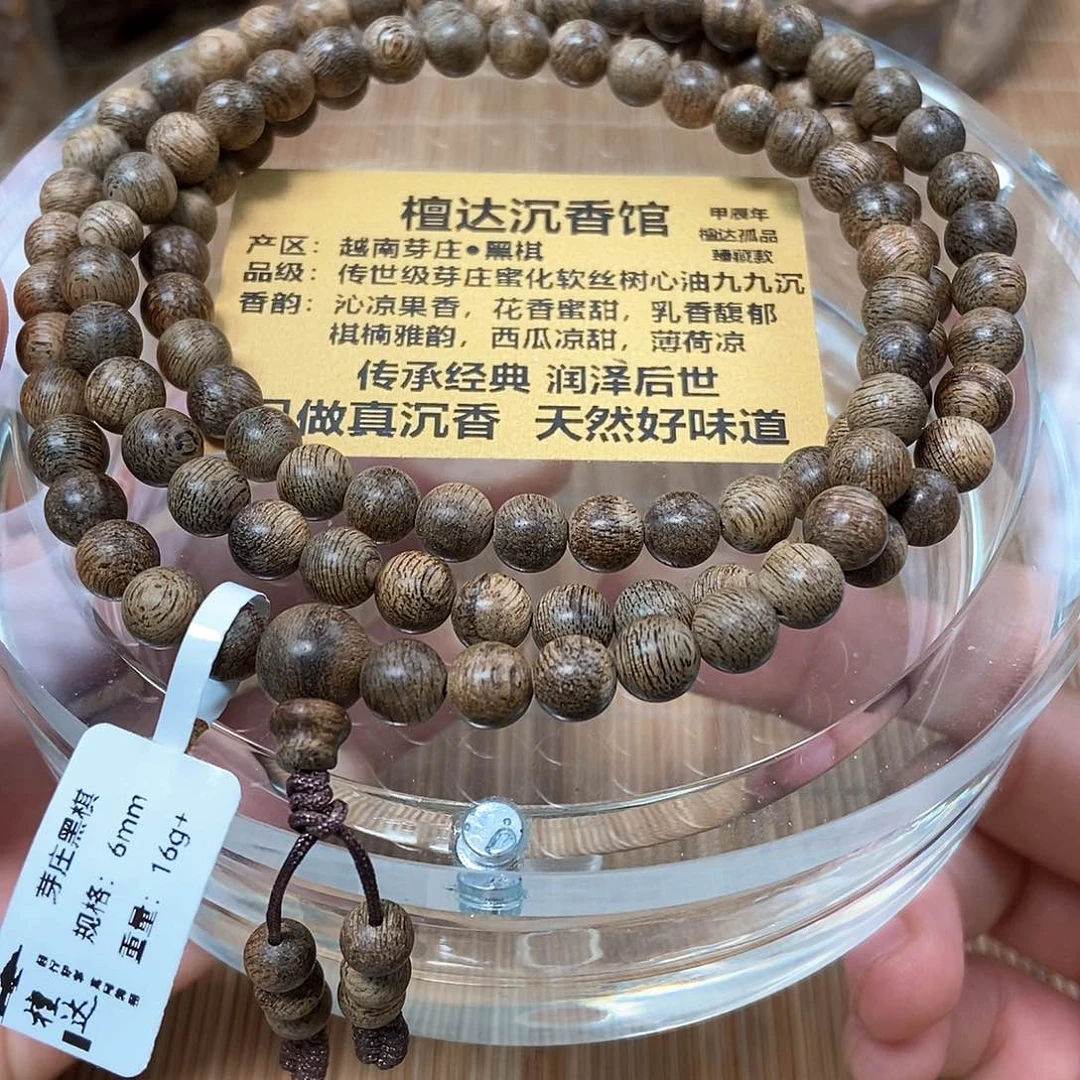 檀达沉香馆
甲辰年
檀达孤品
臻藏款
产区：越南芽庄●黑棋
品级：传世级芽庄蜜化软丝树心油九九沉
香韵：沁凉果香，花香蜜甜，乳香馥郁
棋楠雅韵，西瓜凉甜，薄荷凉
传承经典 润泽后世
做真沉香 天然好味道
芽庄黑棋
规格：6mm
重量：16g+
檀达